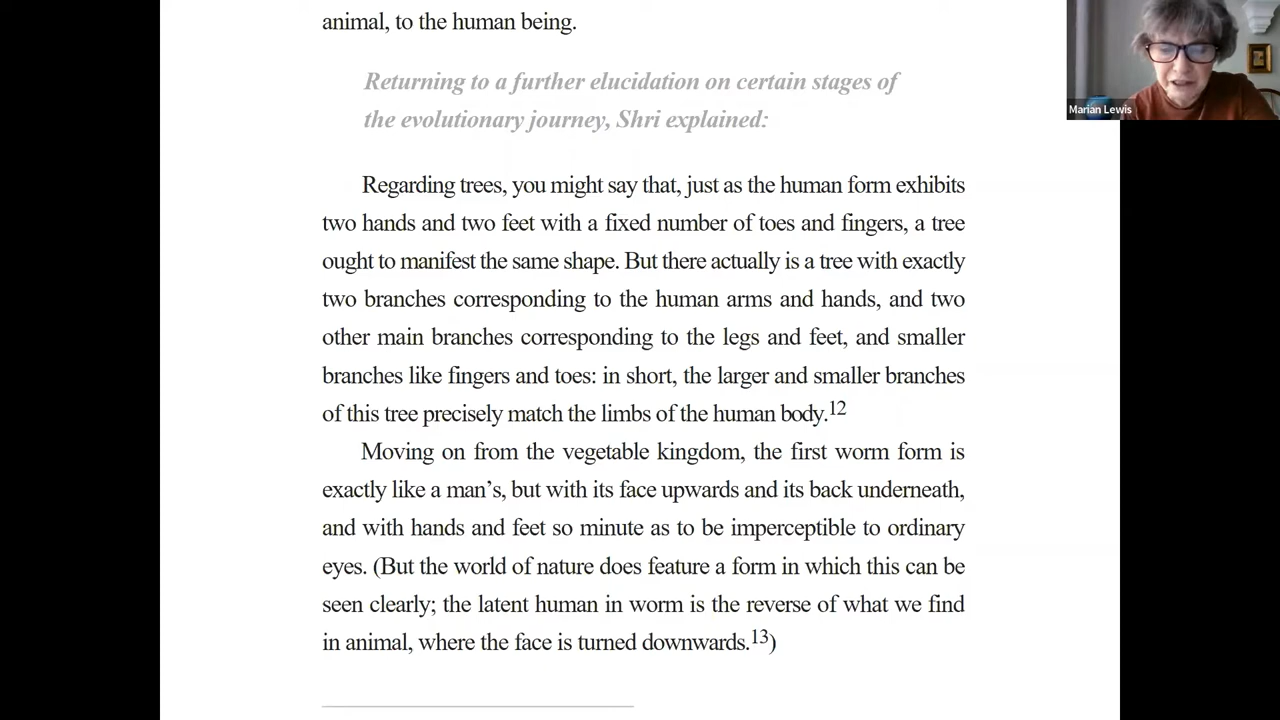 animal, to the human being.
Returning to a further elucidation on certain stages of
the evolutionary journey, Shri explained:
Regarding trees, you might say that, just as the human form exhibits
two hands and two feet with a fixed number of toes and fingers, a tree
ought to manifest the same shape. But there actually is a tree with exactly
two branches corresponding to the human arms and hands, and two
other main branches corresponding to the legs and feet, and smaller
branches like fingers and toes: in short, the larger and smaller branches
of this tree precisely match the limbs of the human body.12
Moving on from the vegetable kingdom, the first worm form is
exactly like a man’s, but with its face upwards and its back underneath,
and with hands and feet so minute as to be imperceptible to ordinary
eyes. (But the world of nature does feature a form in which this can be
seen clearly; the latent human in worm is the reverse of what we find
in animal, where the face is turned downwards.13)
Marian Lewis